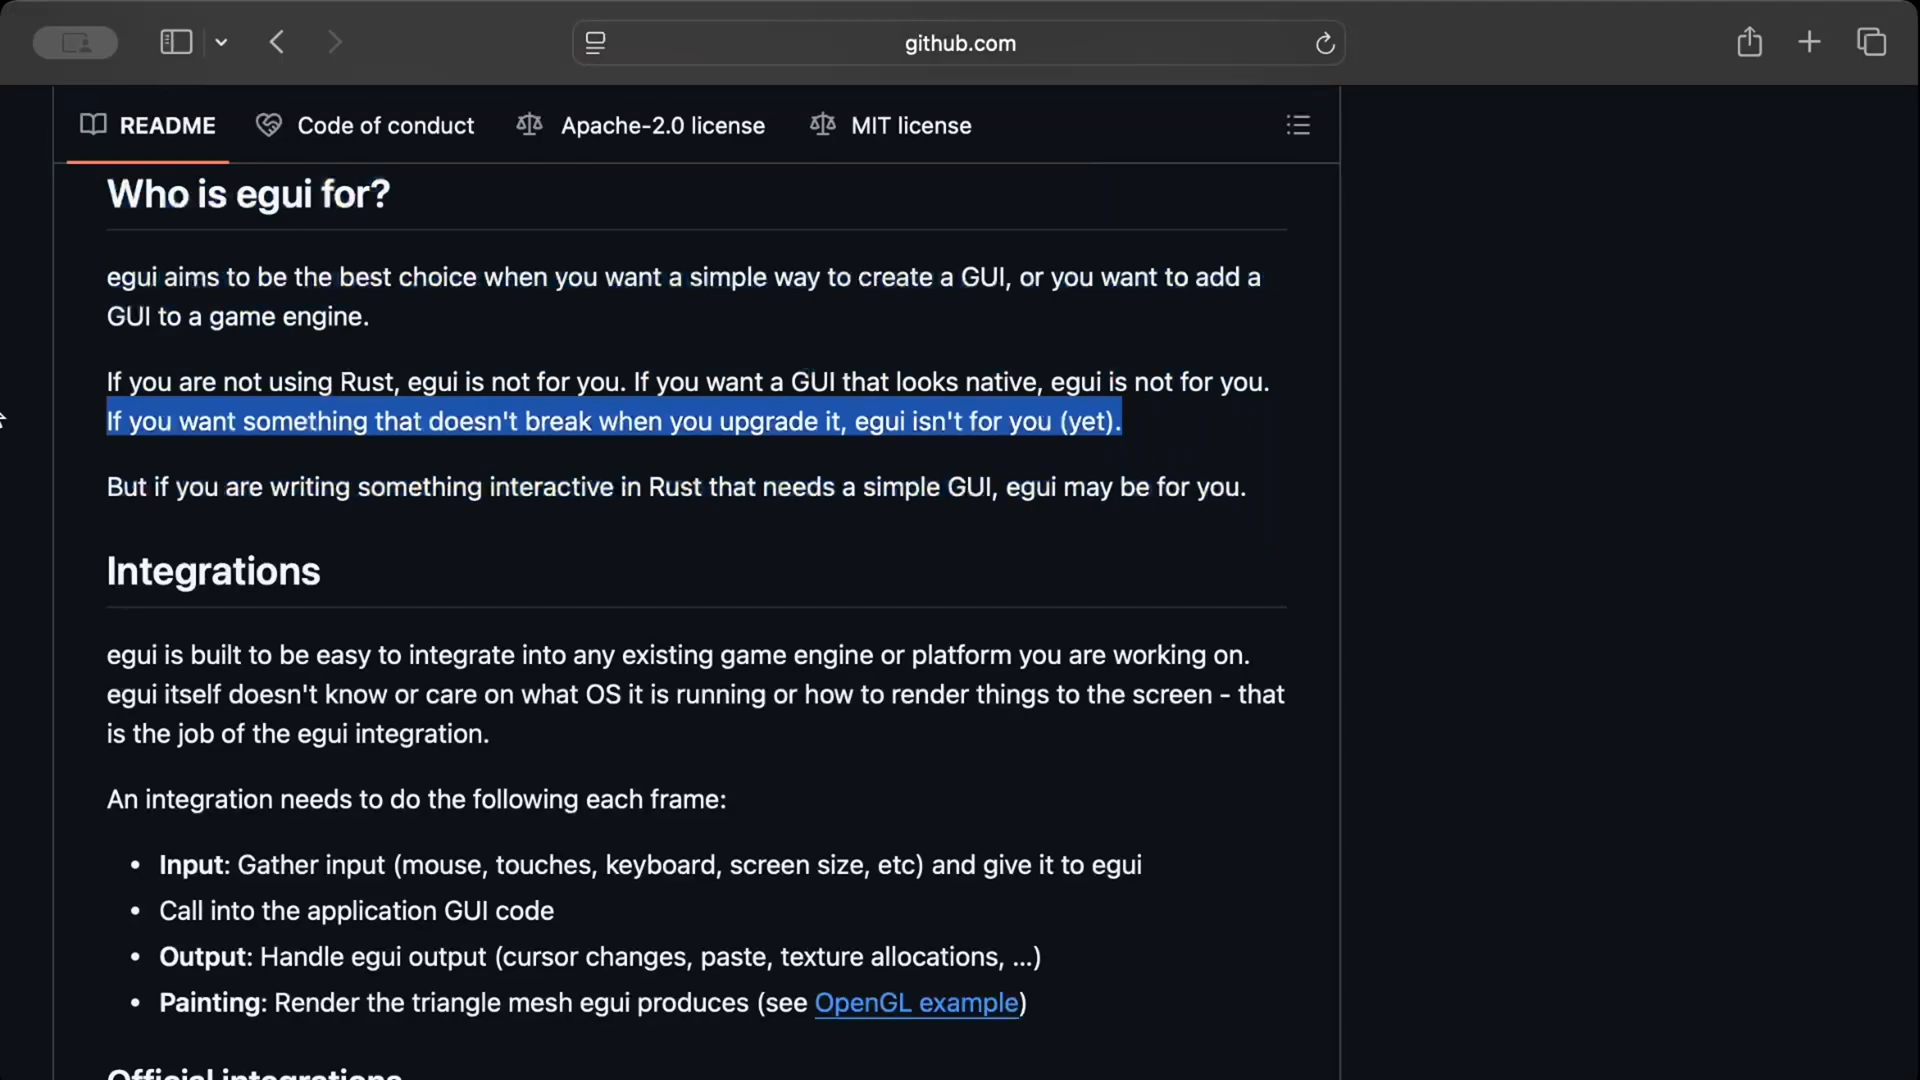 github.com
README Code of conduct Apache-2.0 license MIT license
Who is egui for?
egui aims to be the best choice when you want a simple way to create a GUI, or you want to add a
GUI to a game engine.
If you are not using Rust, egui is not for you. If you want a GUI that looks native, egui is not for you.
If you want something that doesn't break when you upgrade it, egui isn't for you (yet).
But if you are writing something interactive in Rust that needs a simple GUI, egui may be for you.
Integrations
egui is built to be easy to integrate into any existing game engine or platform you are working on.
egui itself doesn't know or care on what OS it is running or how to render things to the screen - that
is the job of the egui integration.
An integration needs to do the following each frame:
• Input: Gather input (mouse, touches, keyboard, screen size, etc) and give it to egui
• Call into the application GUI code
• Output: Handle egui output (cursor changes, paste, texture allocations, ...)
• Painting: Render the triangle mesh egui produces (see OpenGL example)
Official integrations